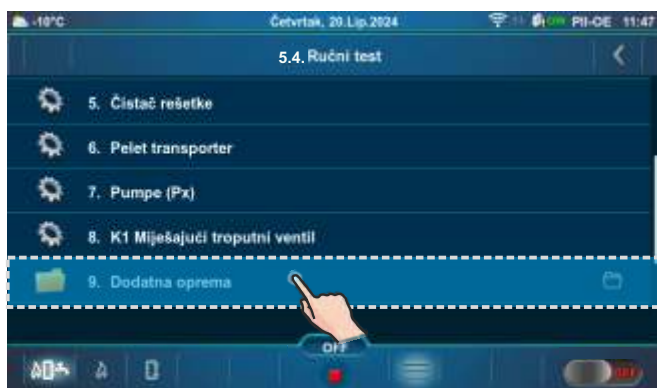 -10°C Četvrtak, 20.Lip.2024 PII-OE 11:47
5.4. Ručni test
5. Čistač rešetke
6. Pelet transporter
7. Pumpe (Px)
8. K1 Miješajući troputni ventil
9. Dodatna oprema
OFF
OFF